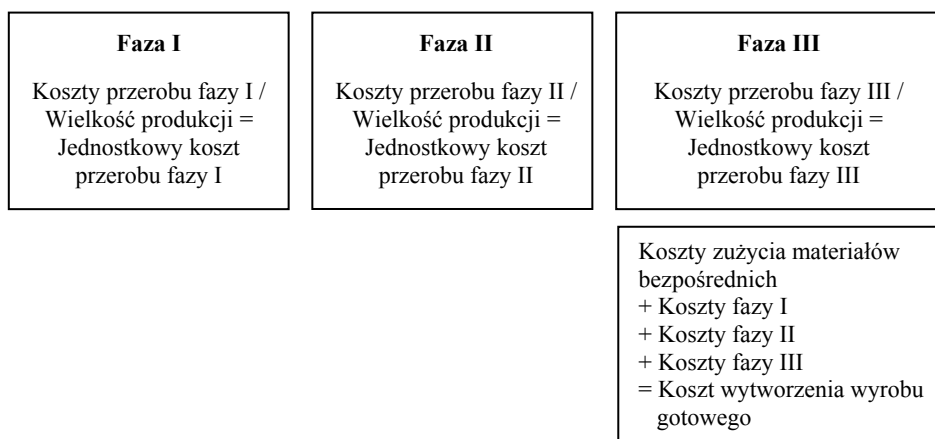 Faza I
Koszty przerobu fazy I /
Wielkość produkcji =
Jednostkowy koszt
przerobu fazy I
Faza II
Koszty przerobu fazy II /
Wielkość produkcji =
Jednostkowy koszt
przerobu fazy II
Faza III
Koszty przerobu fazy III /
Wielkość produkcji =
Jednostkowy koszt
przerobu fazy III
Koszty zużycia materiałów
bezpośrednich
+ Koszty fazy I
+ Koszty fazy II
+ Koszty fazy III
= Koszt wytworzenia wyrobu
gotowego